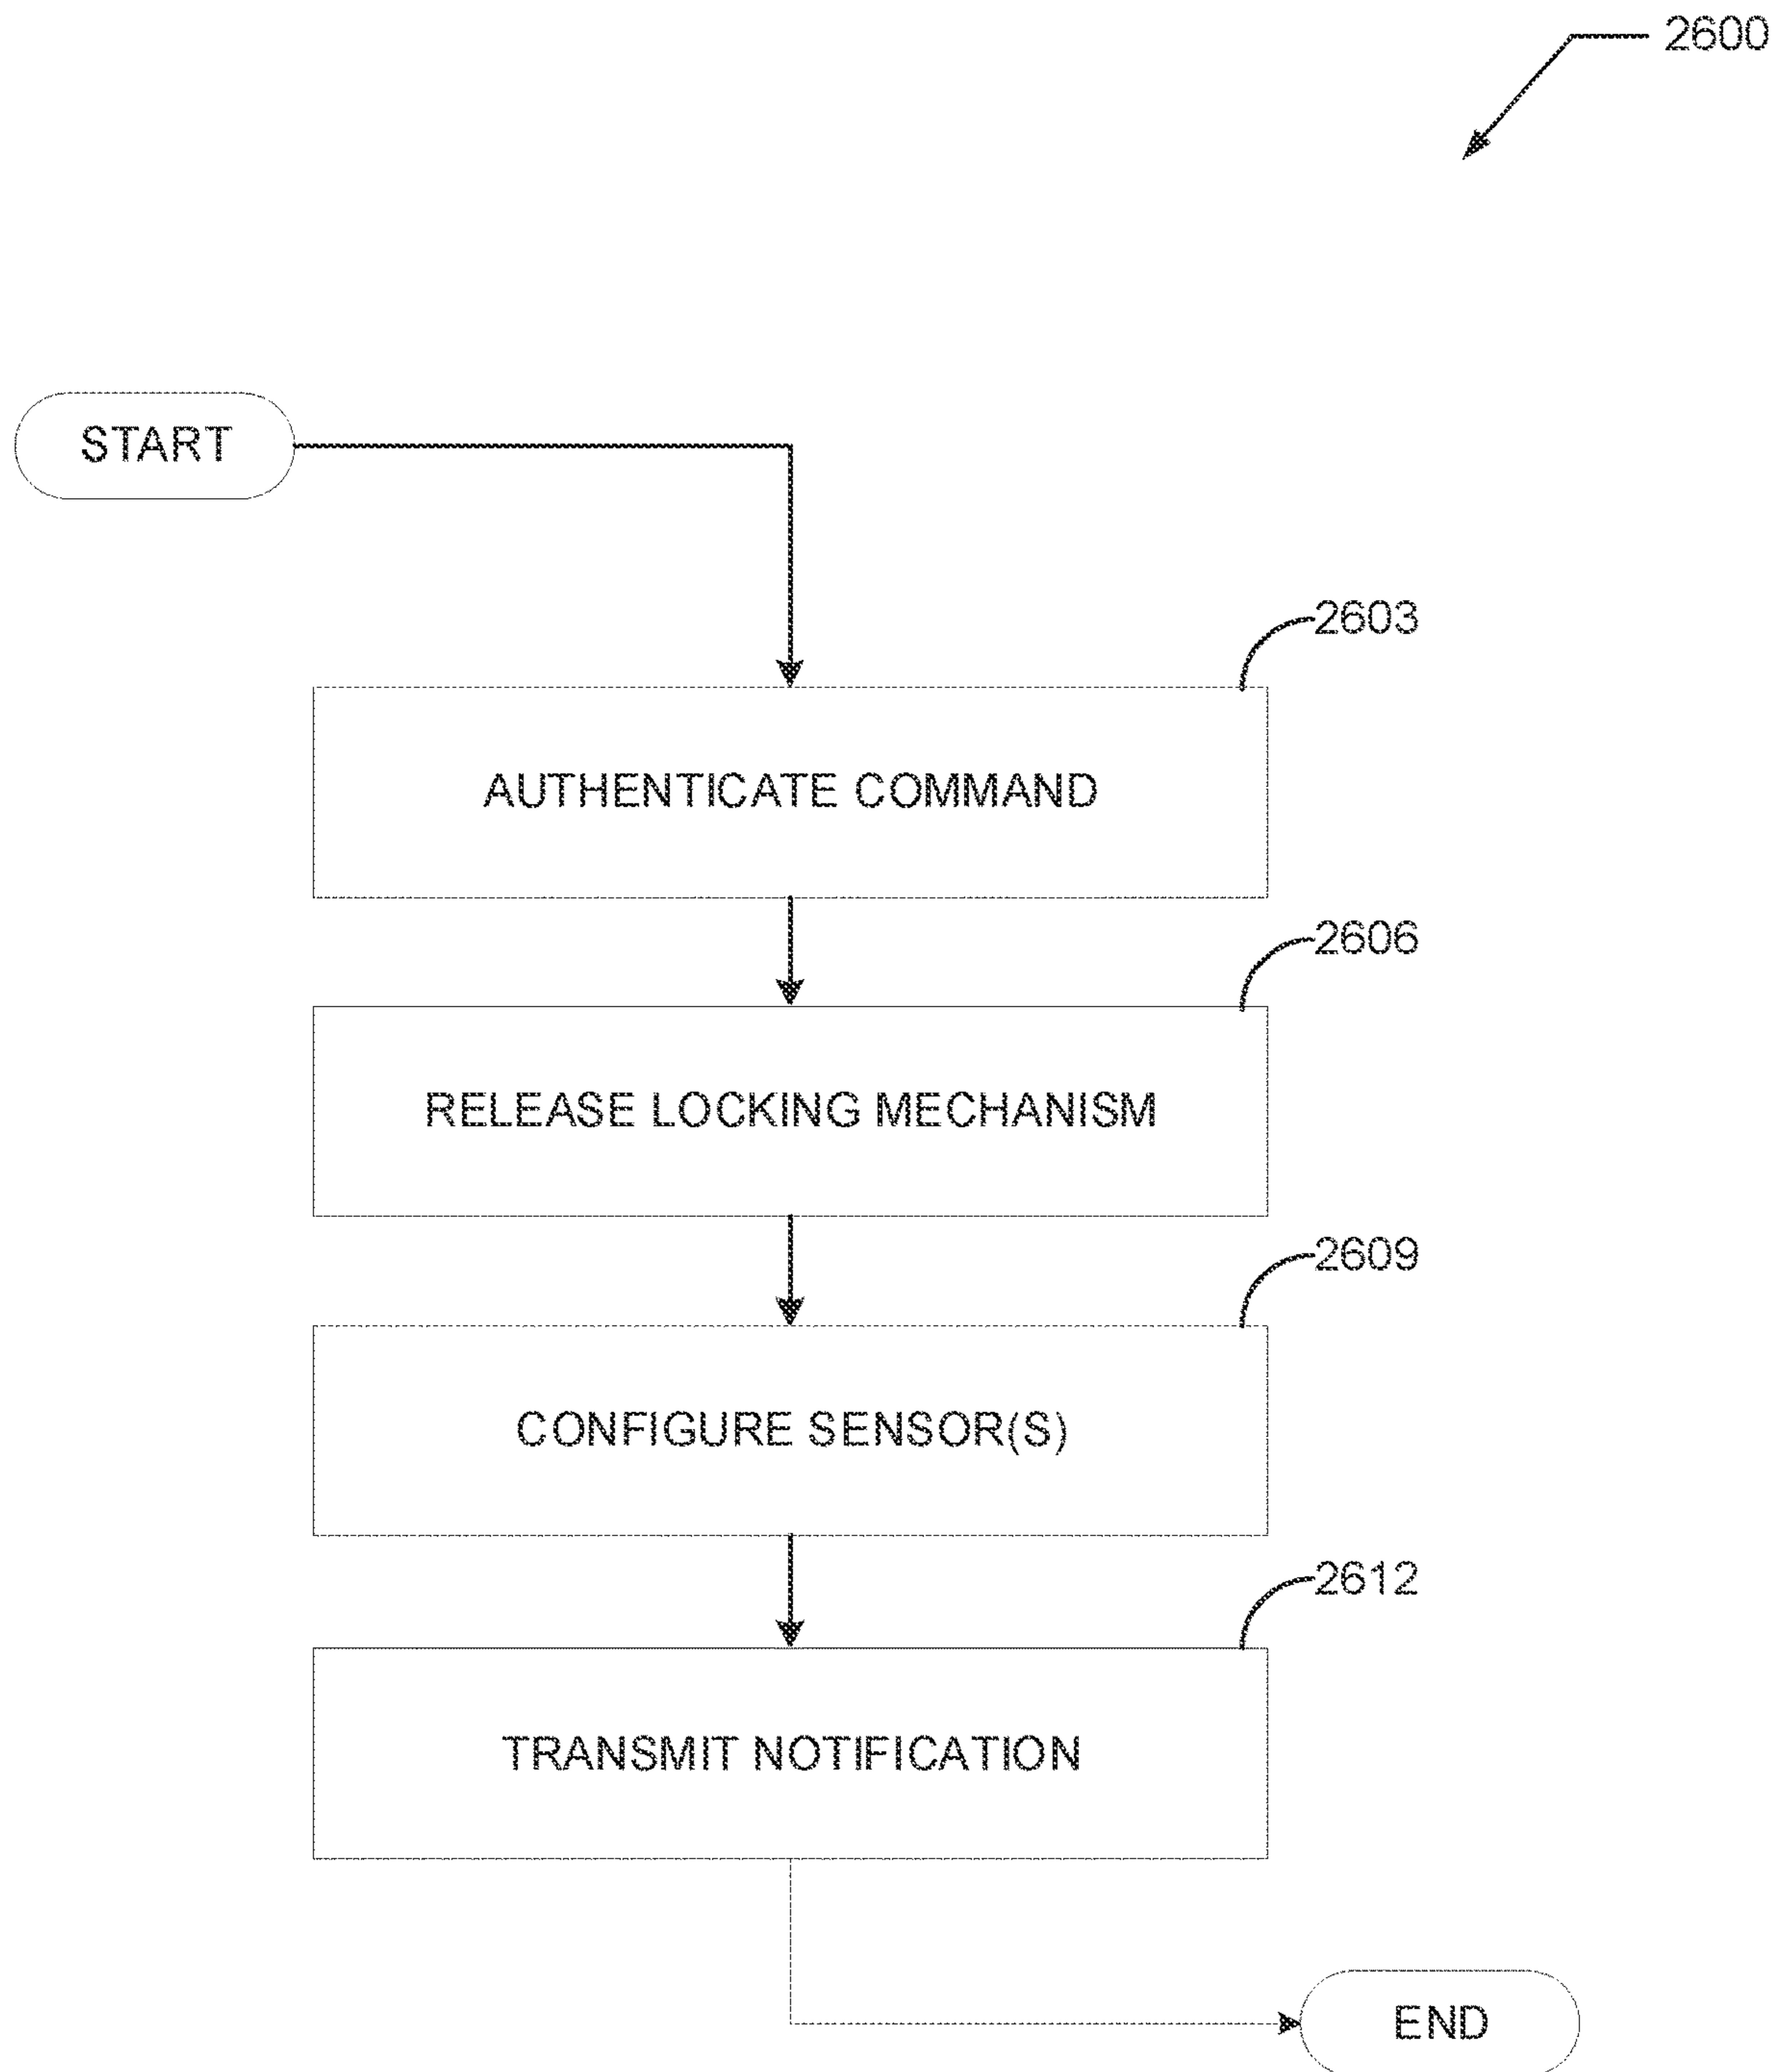 2600
START
2603
AUTHENTICATE COMMAND
2606
RELEASE LOCKING MECHANISM
2609
CONFIGURE SENSOR(S)
2612
TRANSMIT NOTIFICATION
END